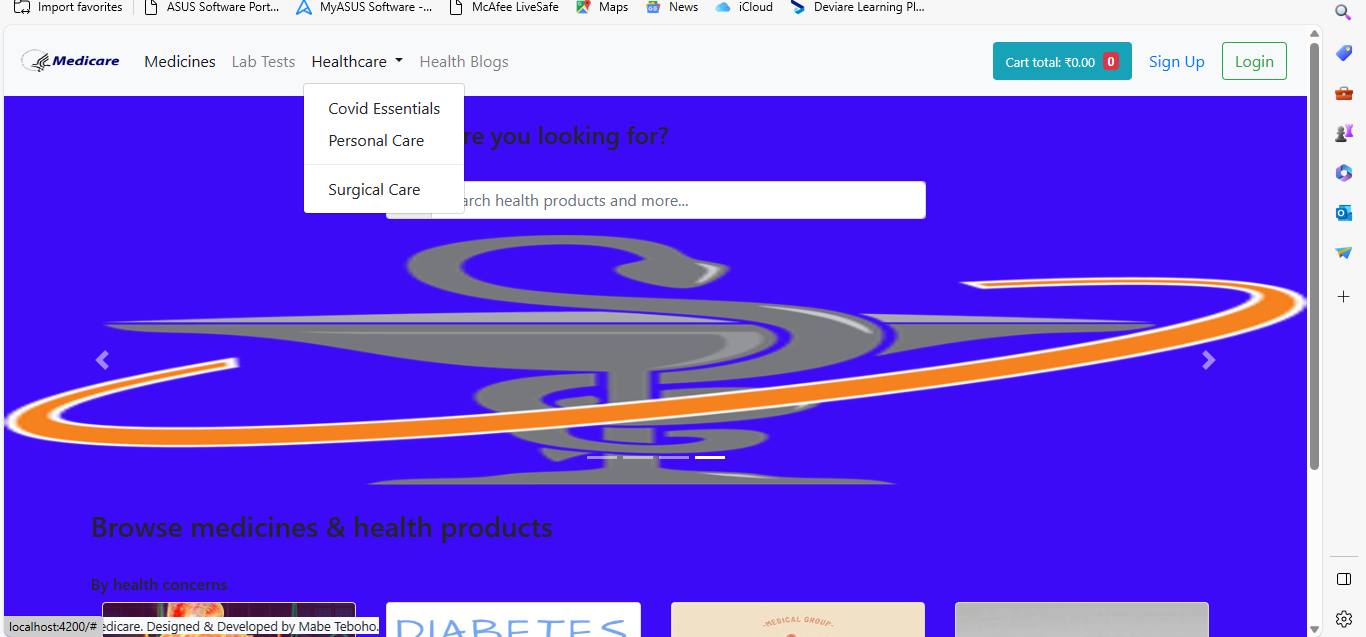 Import favorites ASUS Software Port... MyASUS Software -... McAfee LiveSafe Maps News iCloud Deviare Learning Pl...
Medicare Medicines Lab Tests Healthcare Health Blogs Cart total: ₹0.00 0 Sign Up Login
Covid Essentials
Personal Care
Surgical Care
re you looking for?
arch health products and more...
Browse medicines & health products
By health concerns
DIABETES
-MEDICAL GROUP-
localhost:4200/# edicare. Designed & Developed by Mabe Teboho.